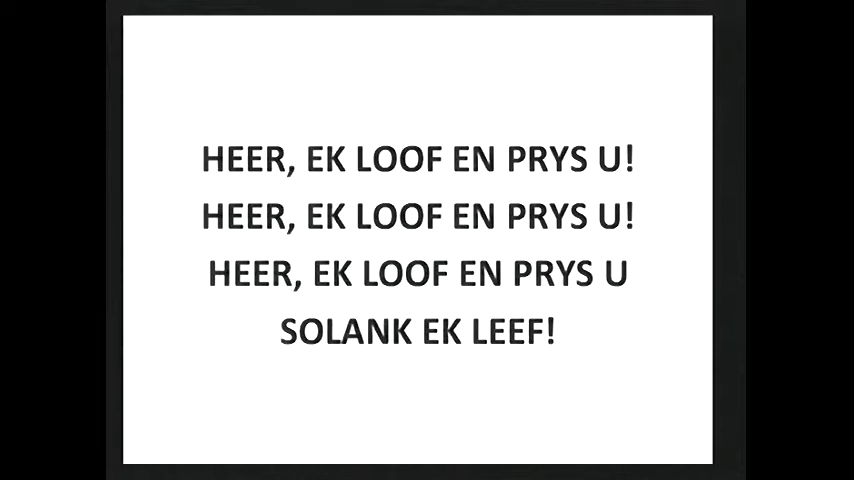 HEER, EK LOOF EN PRYS U!
HEER, EK LOOF EN PRYS U!
HEER, EK LOOF EN PRYS U
SOLANK EK LEEF!